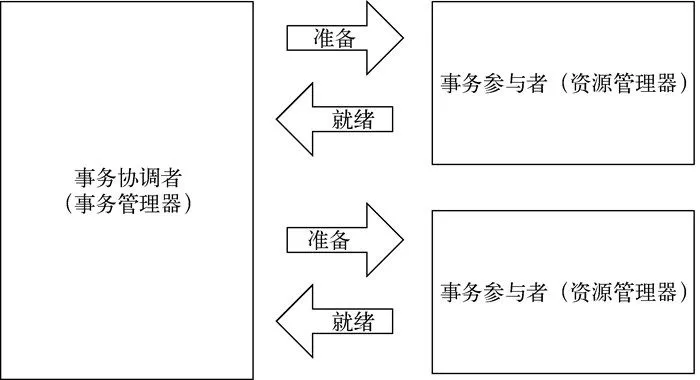 准备
事务参与者（资源管理器）
就绪
事务协调者
（事务管理器）
准备
事务参与者（资源管理器）
就绪